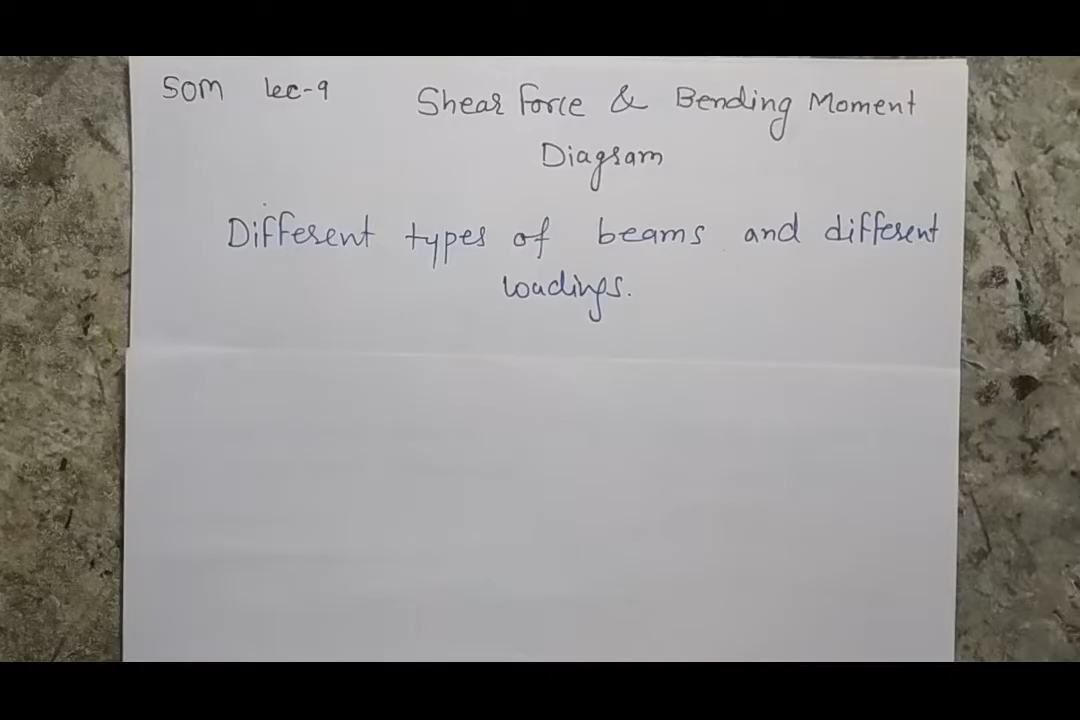 SOM Lec-9
Shear Force & Bending Moment
Diagram
Different types of beams and different
loadings.